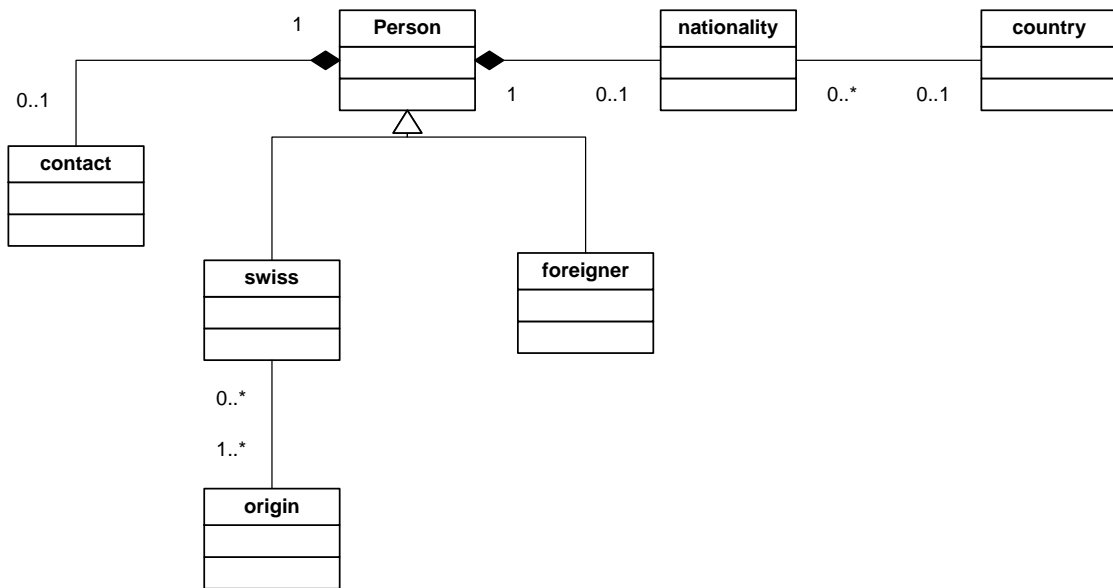 1
Person
nationality
country
0..1
1
0..1
0..*
0..1
contact
swiss
foreigner
0..*
1..*
origin